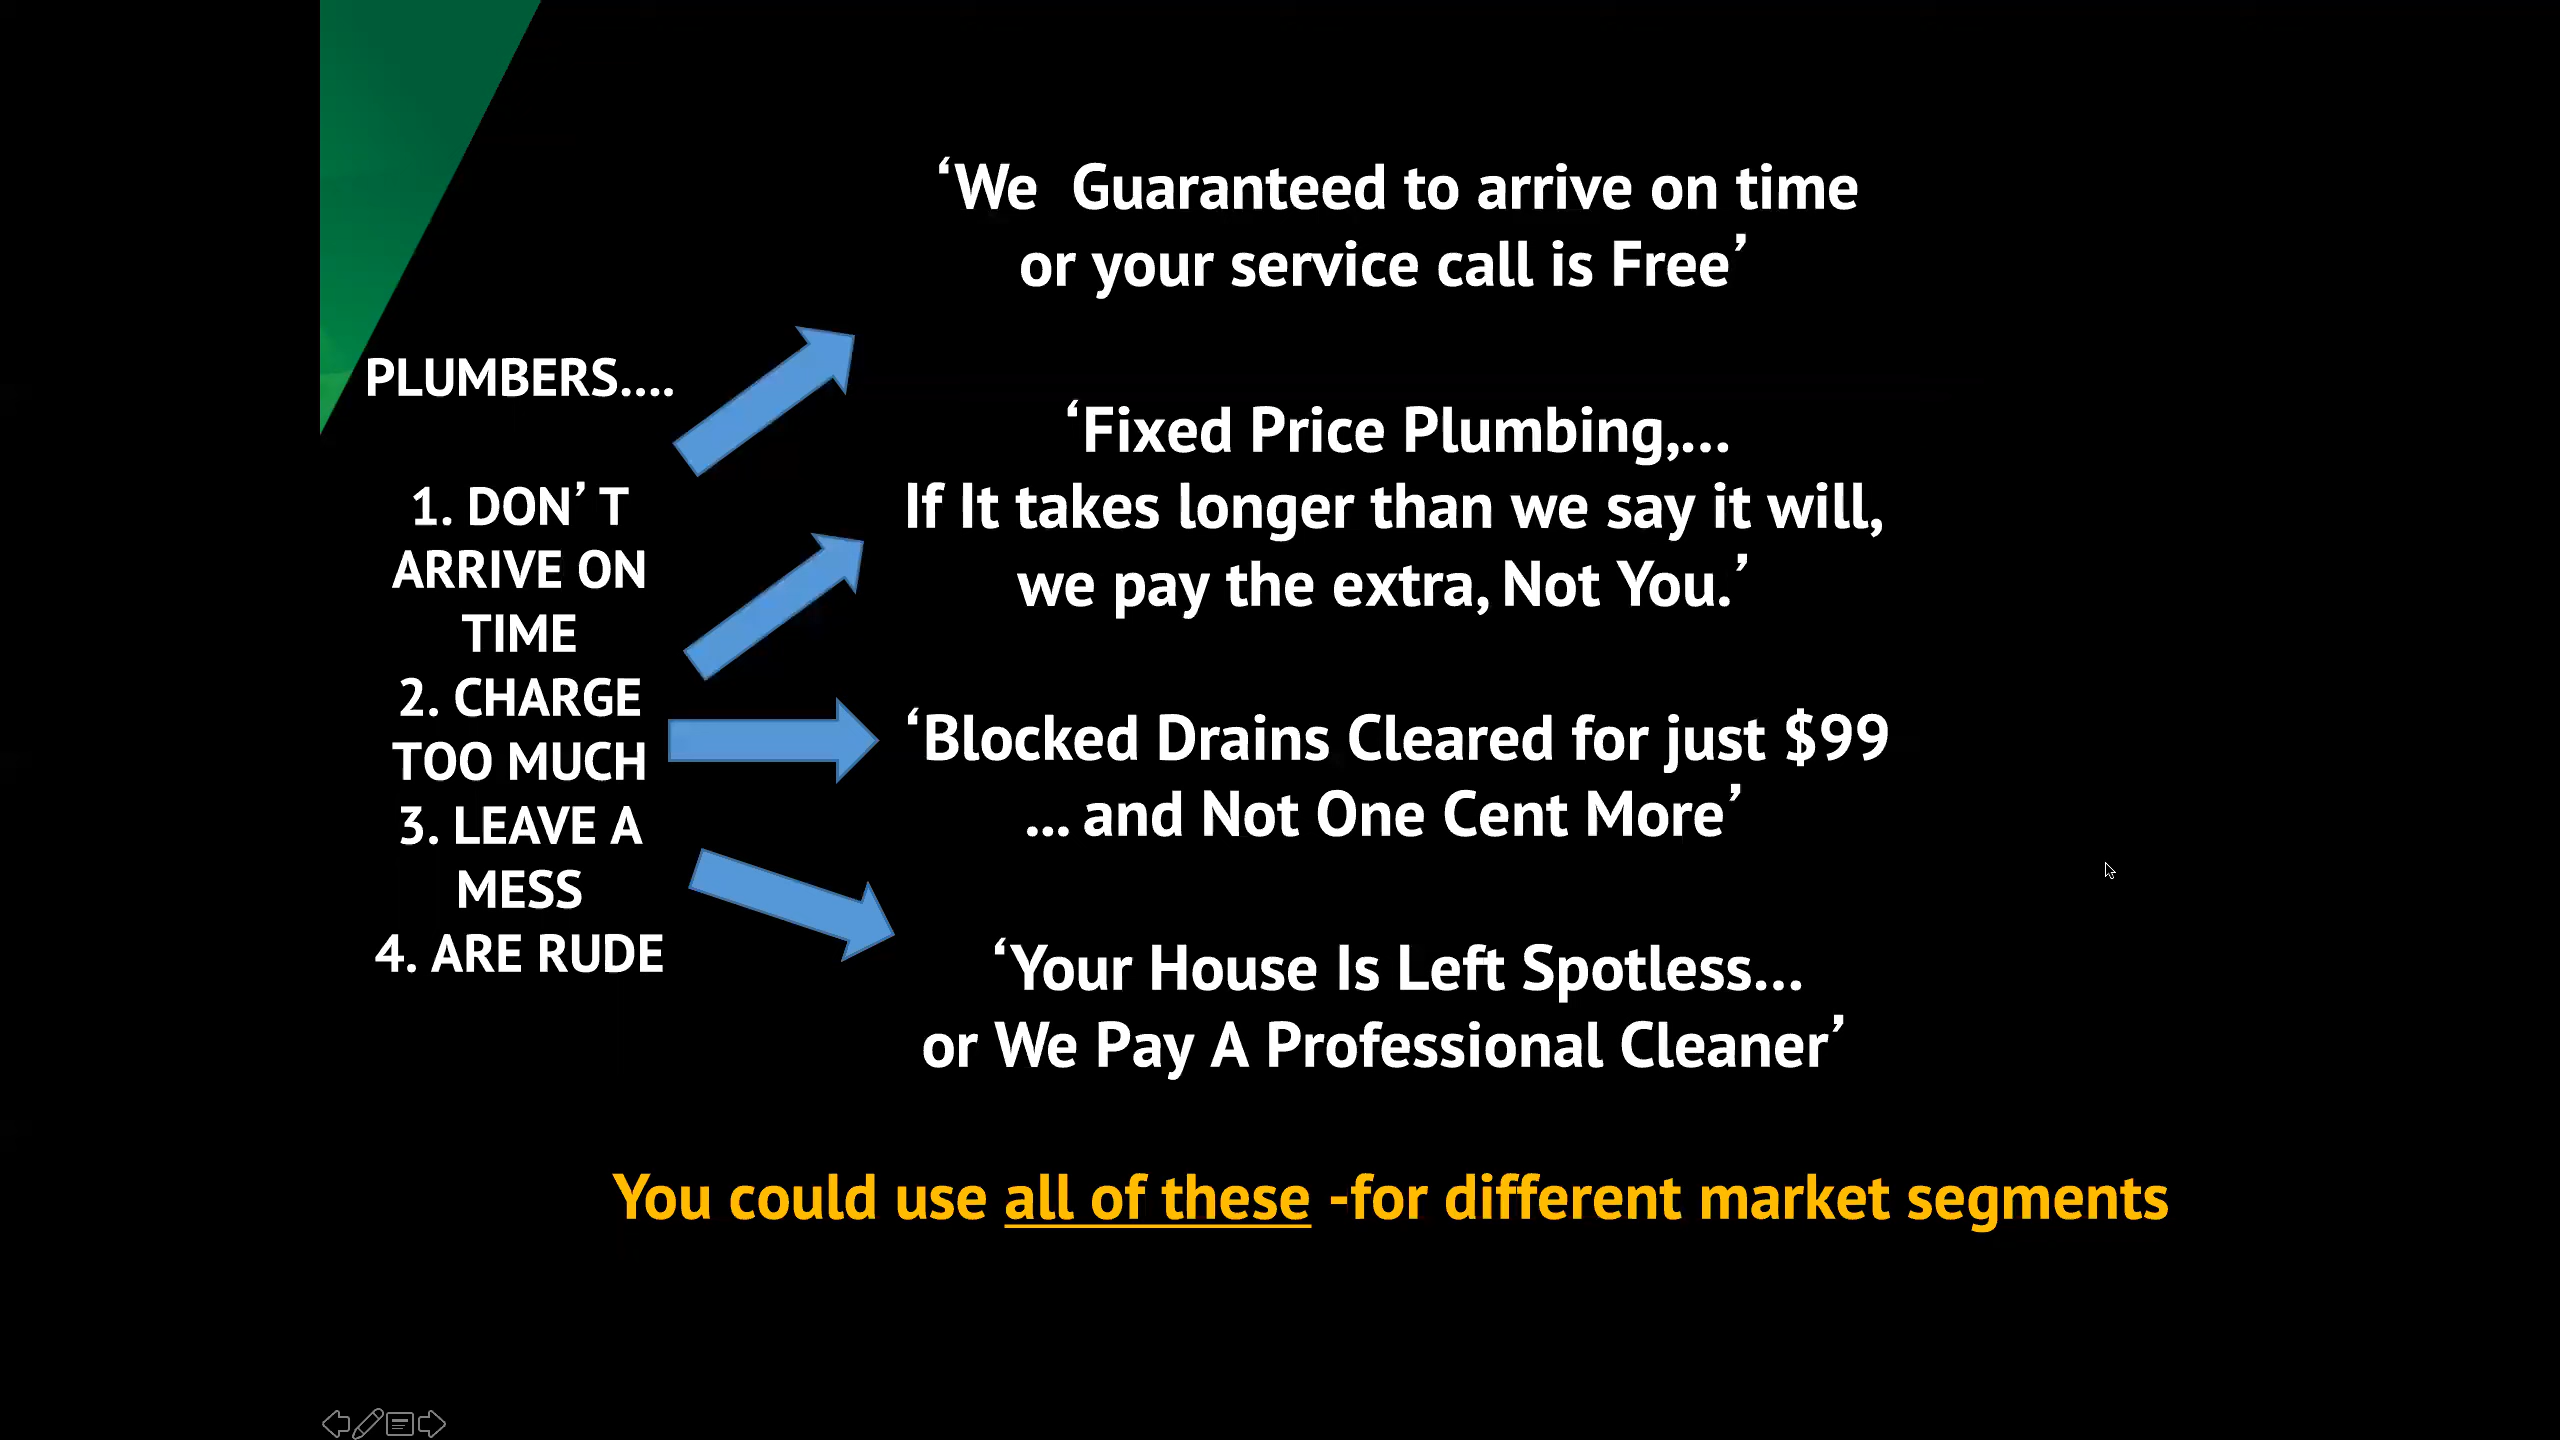 PLUMBERS....
1. DON’ T
ARRIVE ON
TIME
2. CHARGE
TOO MUCH
3. LEAVE A
MESS
4. ARE RUDE
‘We  Guaranteed to arrive on time
or your service call is Free’
‘Fixed Price Plumbing,...
If It takes longer than we say it will,
we pay the extra, Not You.’
‘Blocked Drains Cleared for just $99
... and Not One Cent More’
‘Your House Is Left Spotless...
or We Pay A Professional Cleaner’
You could use all of these -for different market segments